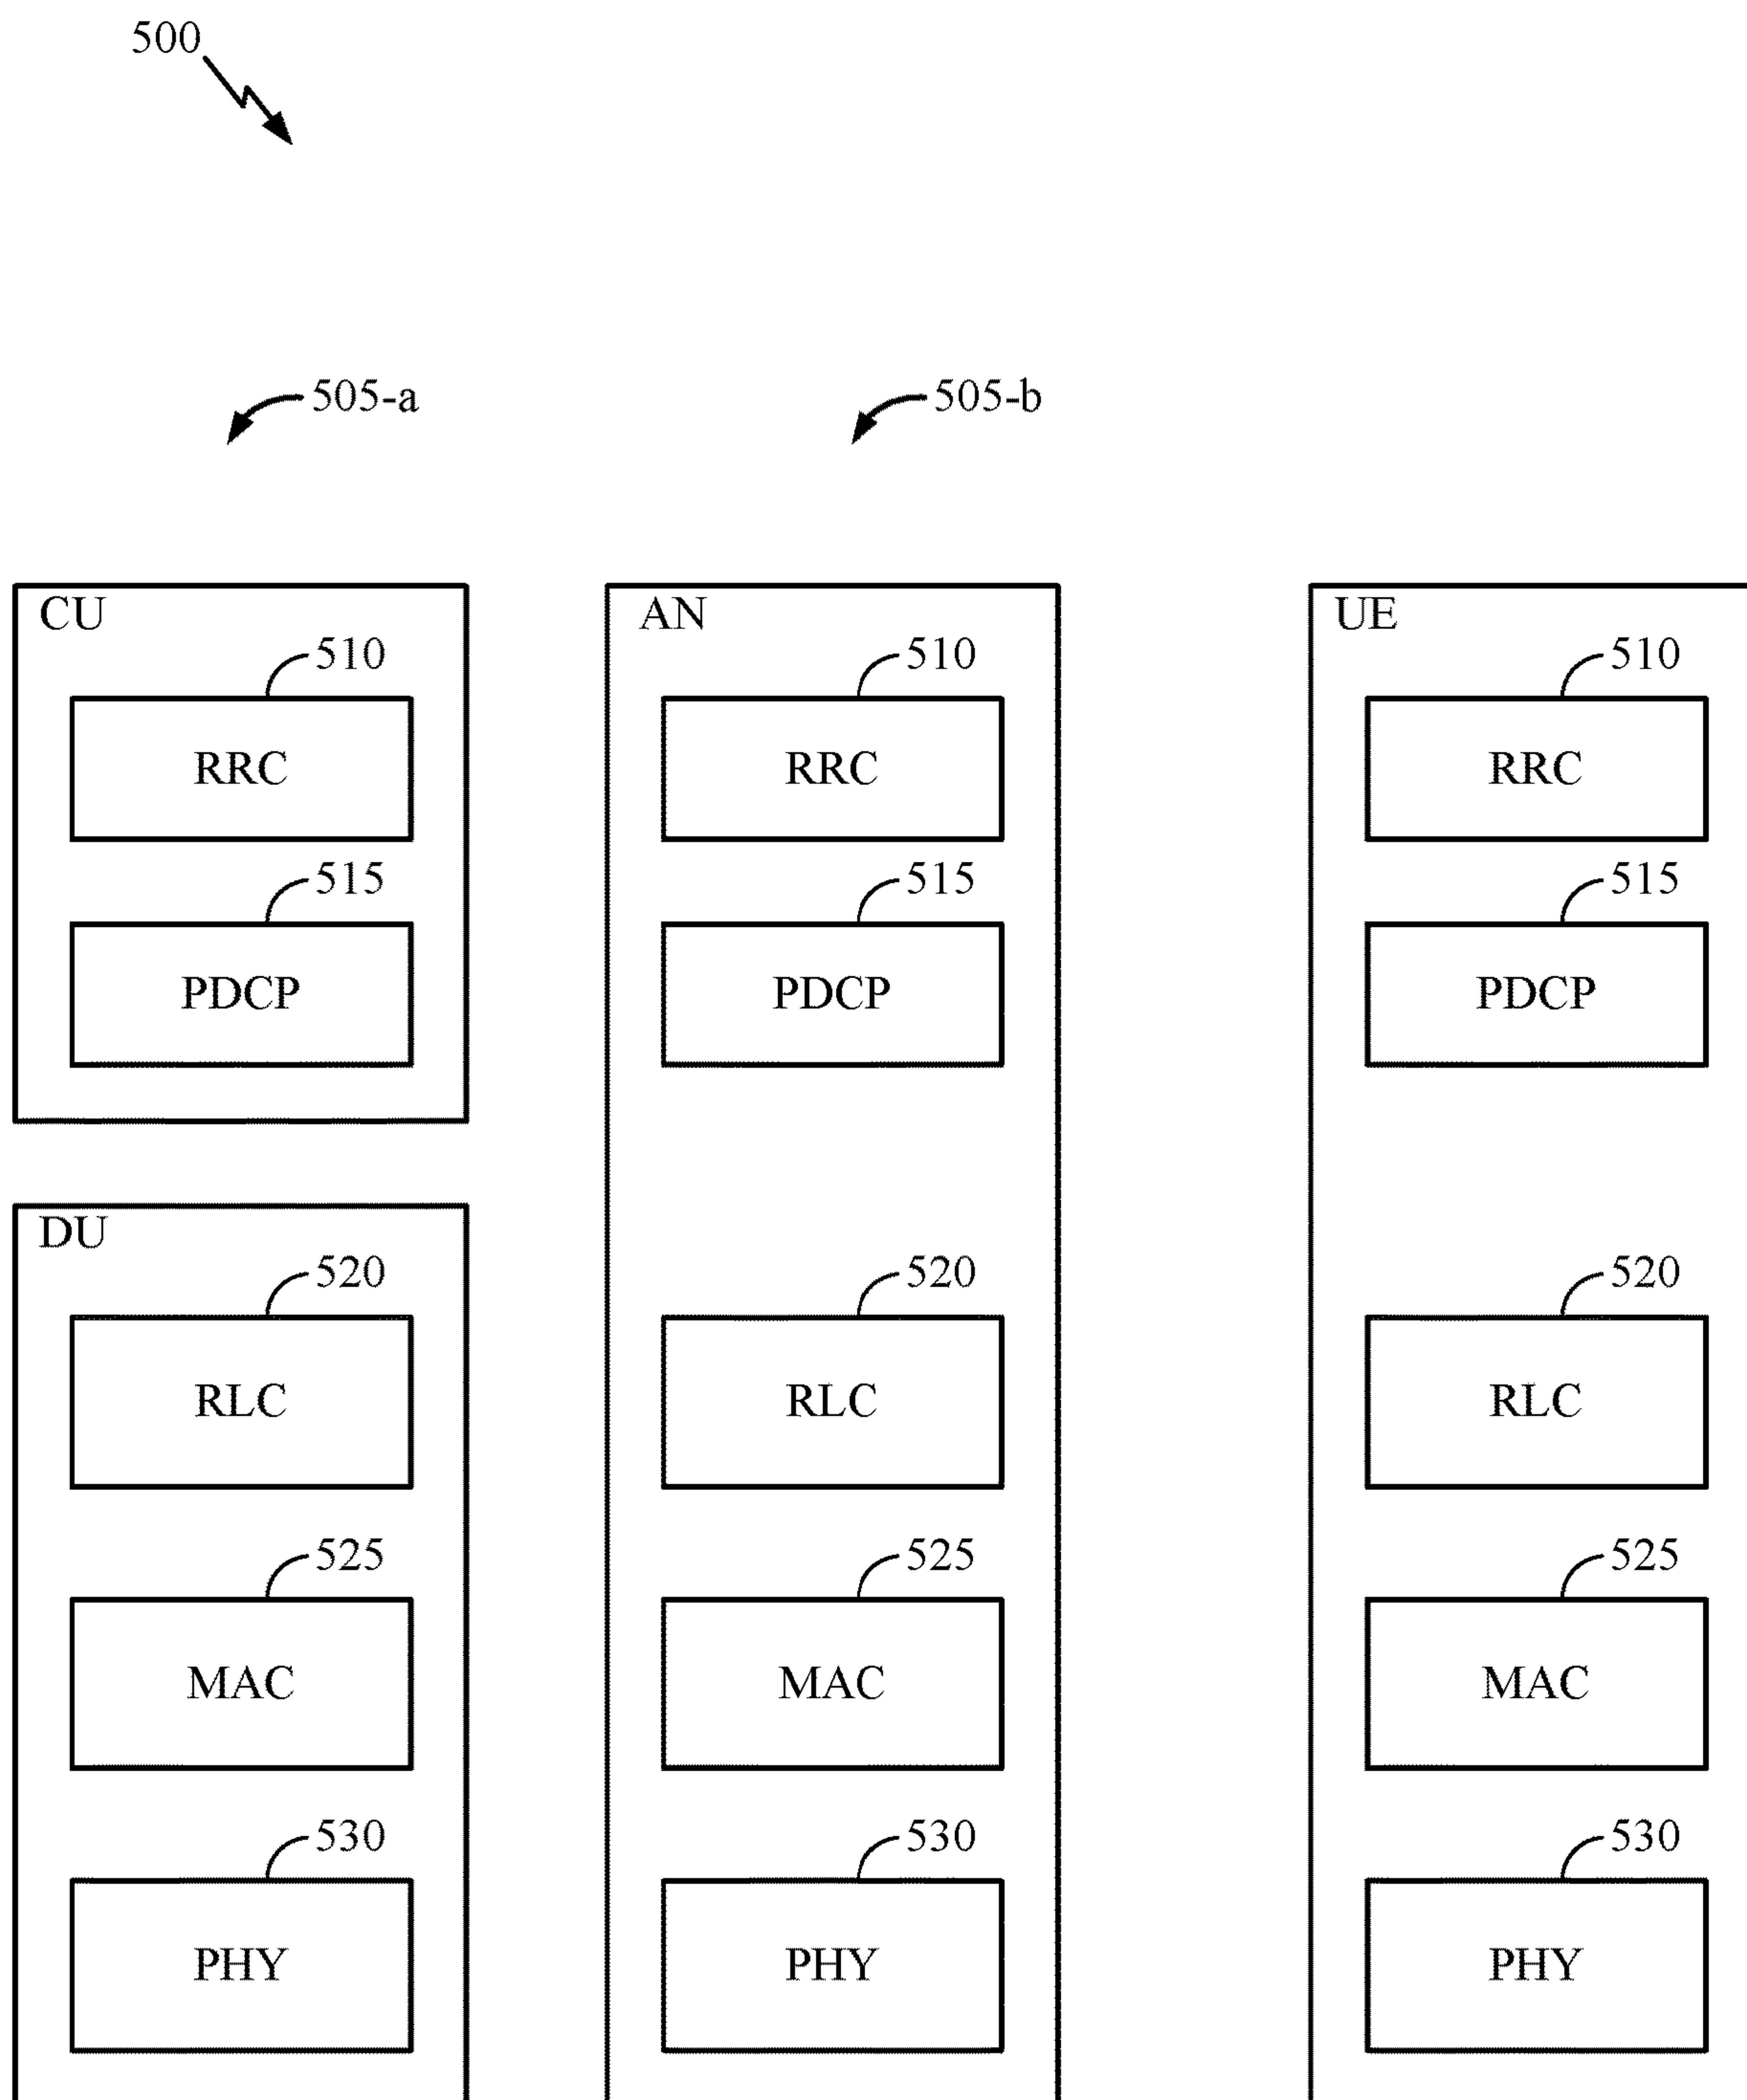 500
505-a 505-b
CU AN UE
510 510 510
RRC RRC RRC
515 515 515
PDCP PDCP PDCP
DU
520 520 520
RLC RLC RLC
525 525 525
MAC MAC MAC
530 530 530
PHY PHY PHY